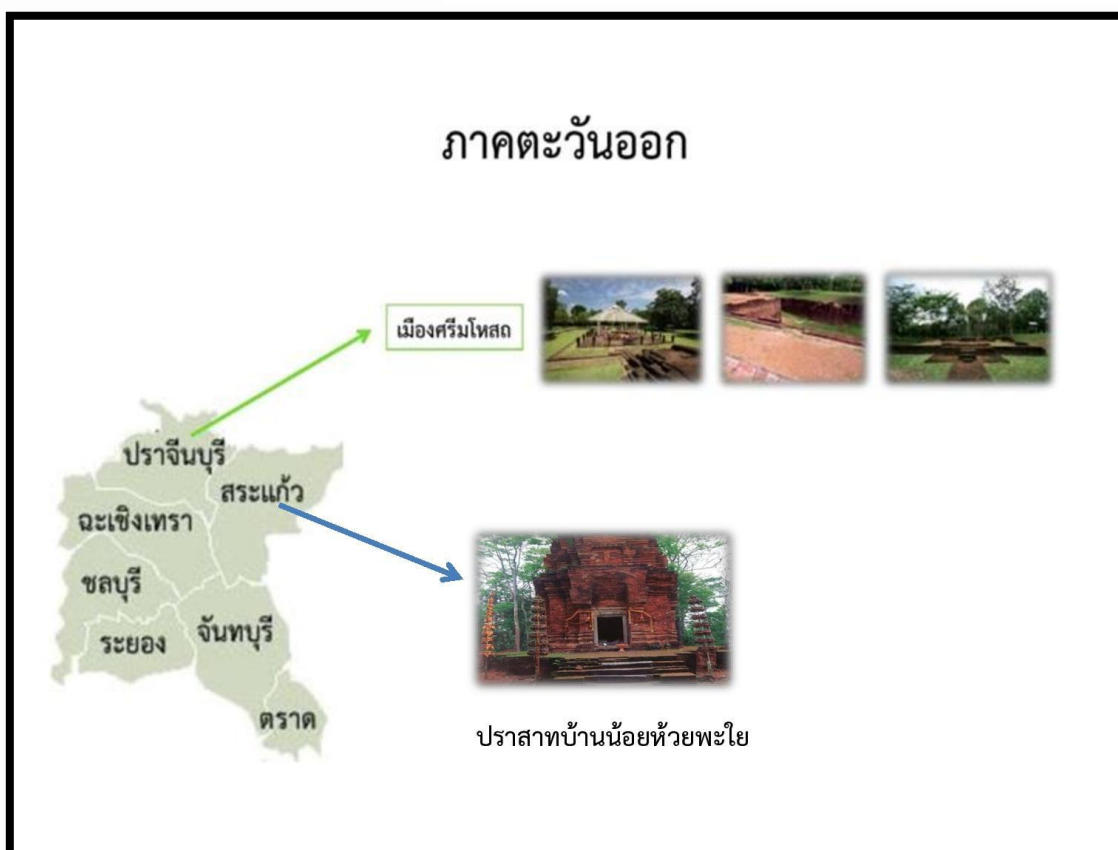 ภาคตะวันออก
เมืองศรีมโหสถ
ปราจีนบุรี
สระแก้ว
ฉะเชิงเทรา
ชลบุรี
ระยอง
จันทบุรี
ตราด
ปราสาทบ้านน้อยห้วยพะใย